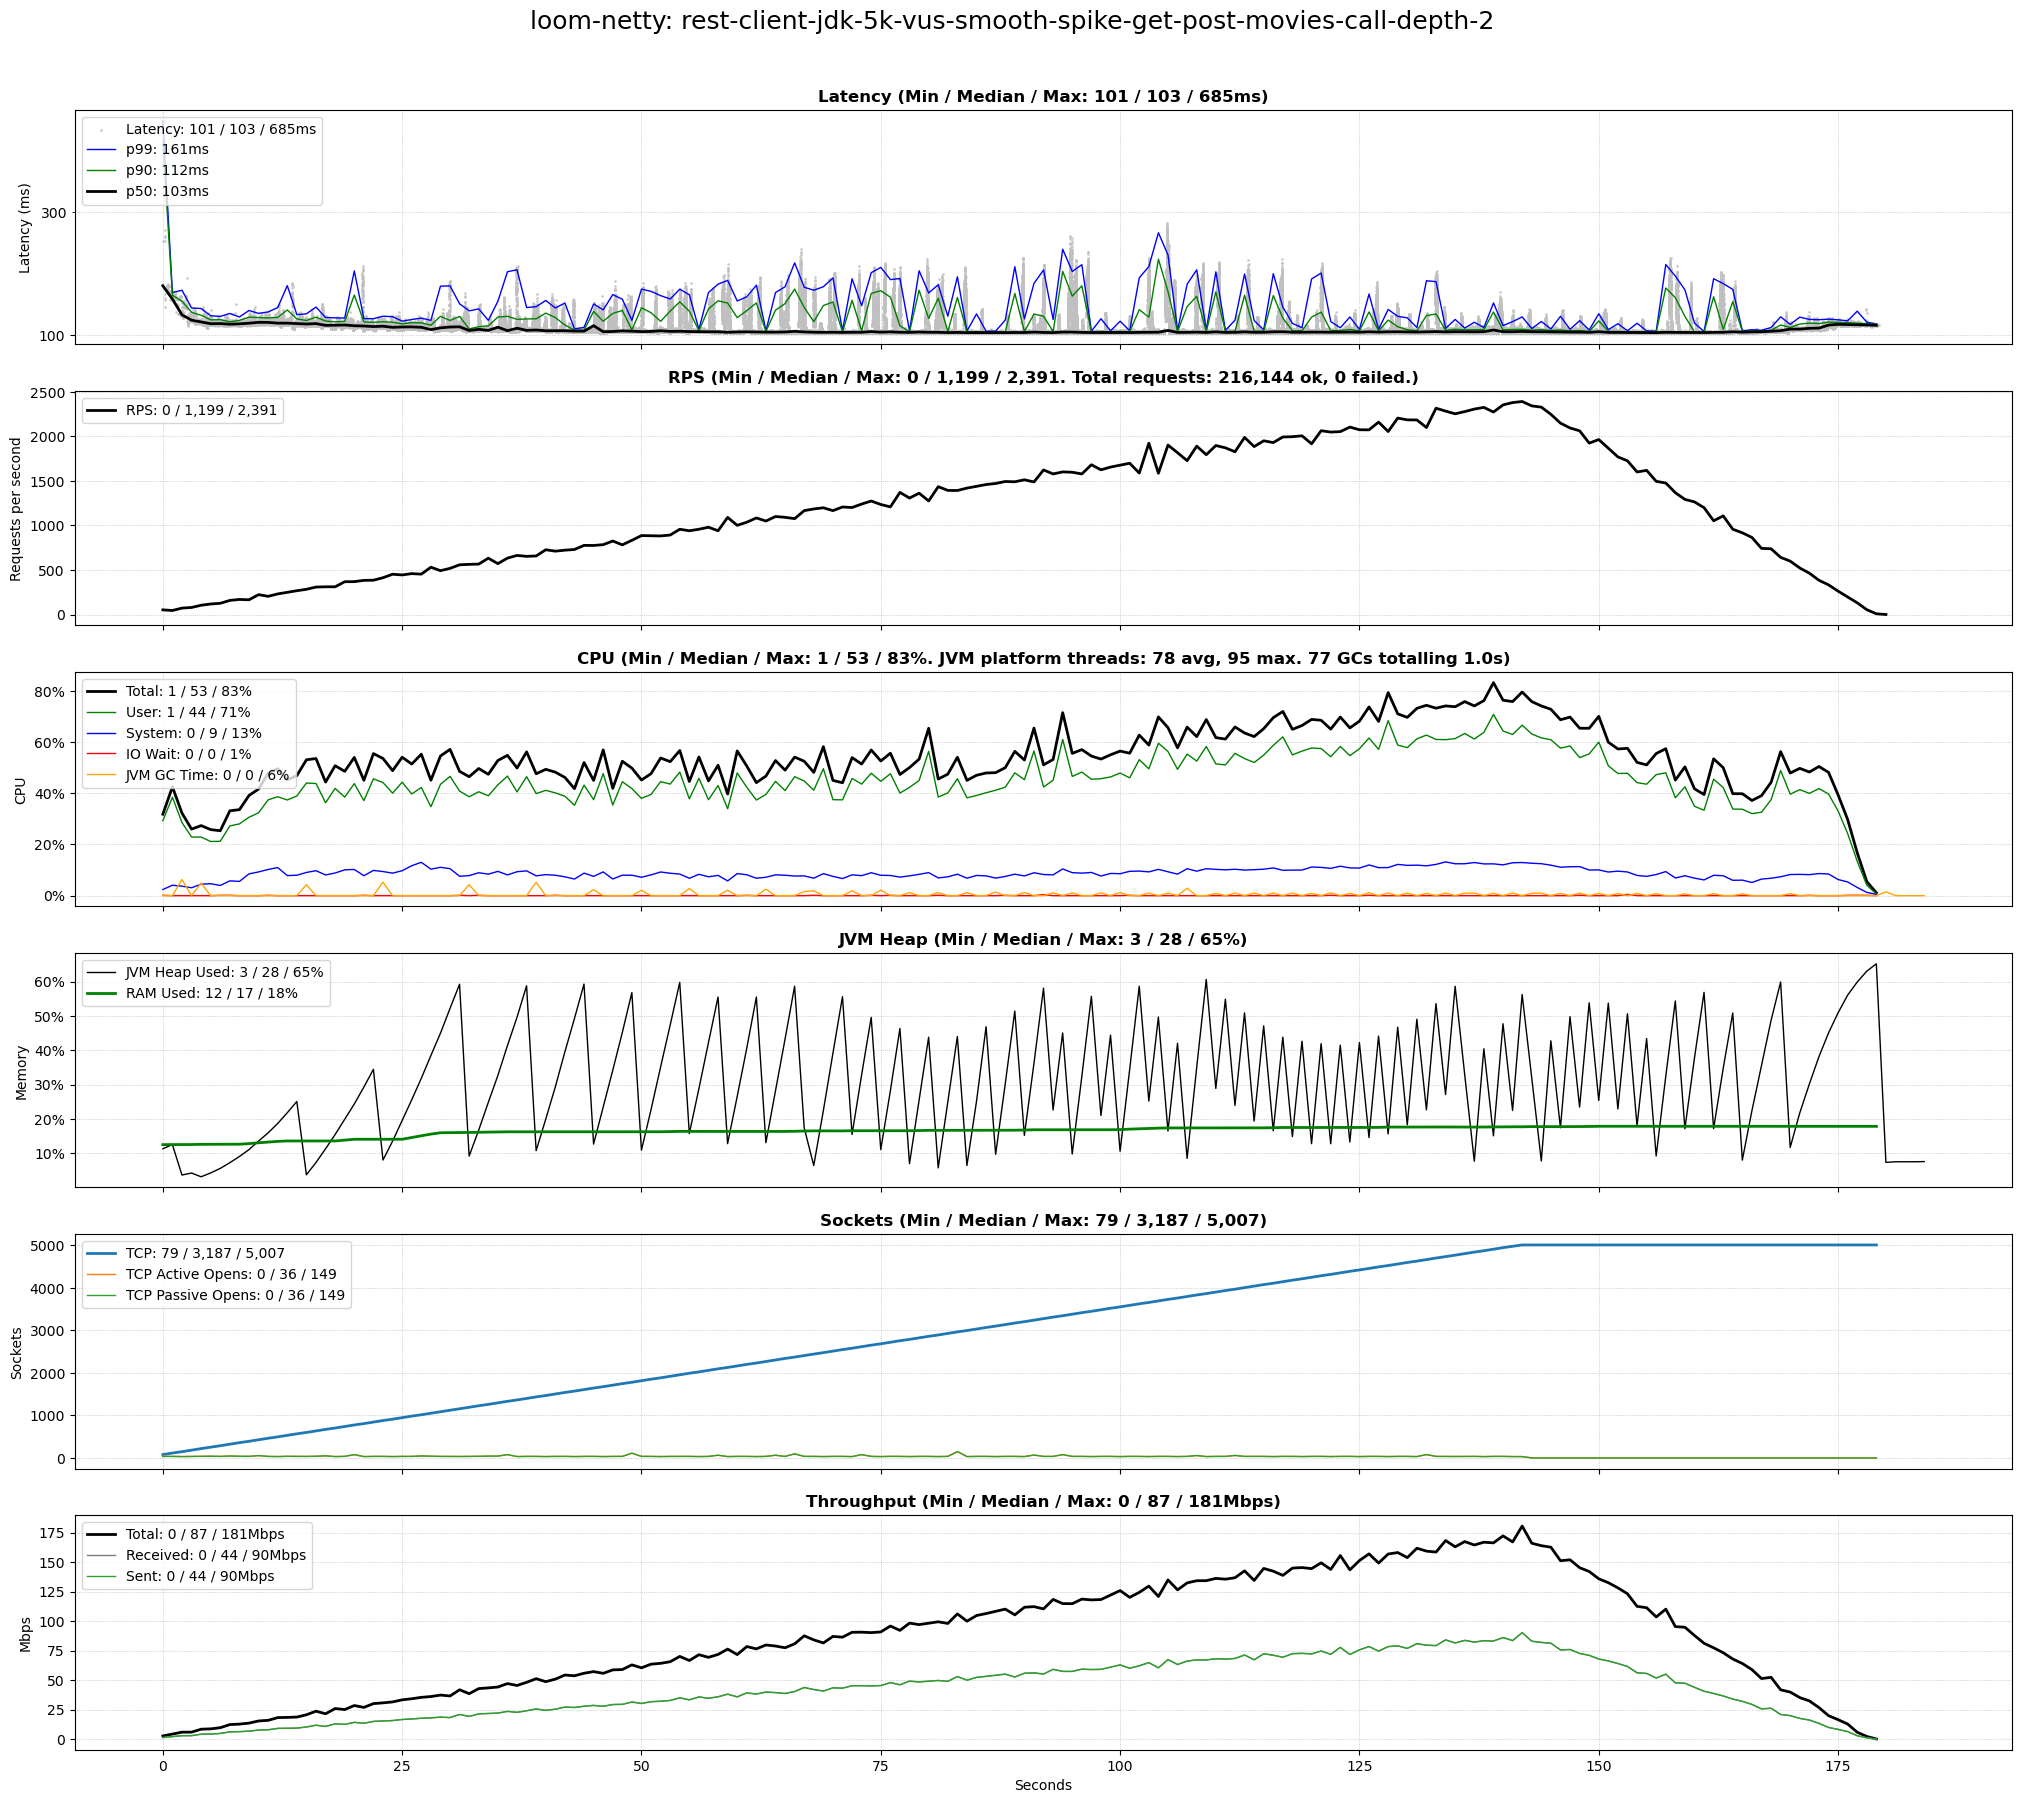 loom-netty: rest-client-jdk-5k-vus-smooth-spike-get-post-movies-call-depth-2
Latency (Min / Median / Max: 101 / 103 / 685ms)
Latency: 101 / 103 / 685ms
p99: 161ms
p90: 112ms
p50: 103ms
Latency (ms)
300
100
RPS (Min / Median / Max: 0 / 1,199 / 2,391. Total requests: 216,144 ok, 0 failed.)
RPS: 0 / 1,199 / 2,391
Requests per second
2500
2000
1500
1000
500
0
CPU (Min / Median / Max: 1 / 53 / 83%. JVM platform threads: 78 avg, 95 max. 77 GCs totalling 1.0s)
Total: 1 / 53 / 83%
User: 1 / 44 / 71%
System: 0 / 9 / 13%
IO Wait: 0 / 0 / 1%
JVM GC Time: 0 / 0 / 6%
CPU
80%
60%
40%
20%
0%
JVM Heap (Min / Median / Max: 3 / 28 / 65%)
JVM Heap Used: 3 / 28 / 65%
RAM Used: 12 / 17 / 18%
Memory
60%
50%
40%
30%
20%
10%
Sockets (Min / Median / Max: 79 / 3,187 / 5,007)
TCP: 79 / 3,187 / 5,007
TCP Active Opens: 0 / 36 / 149
TCP Passive Opens: 0 / 36 / 149
Sockets
5000
4000
3000
2000
1000
0
Throughput (Min / Median / Max: 0 / 87 / 181Mbps)
Total: 0 / 87 / 181Mbps
Received: 0 / 44 / 90Mbps
Sent: 0 / 44 / 90Mbps
Mbps
175
150
125
100
75
50
25
0
0 25 50 75 100 125 150 175
Seconds